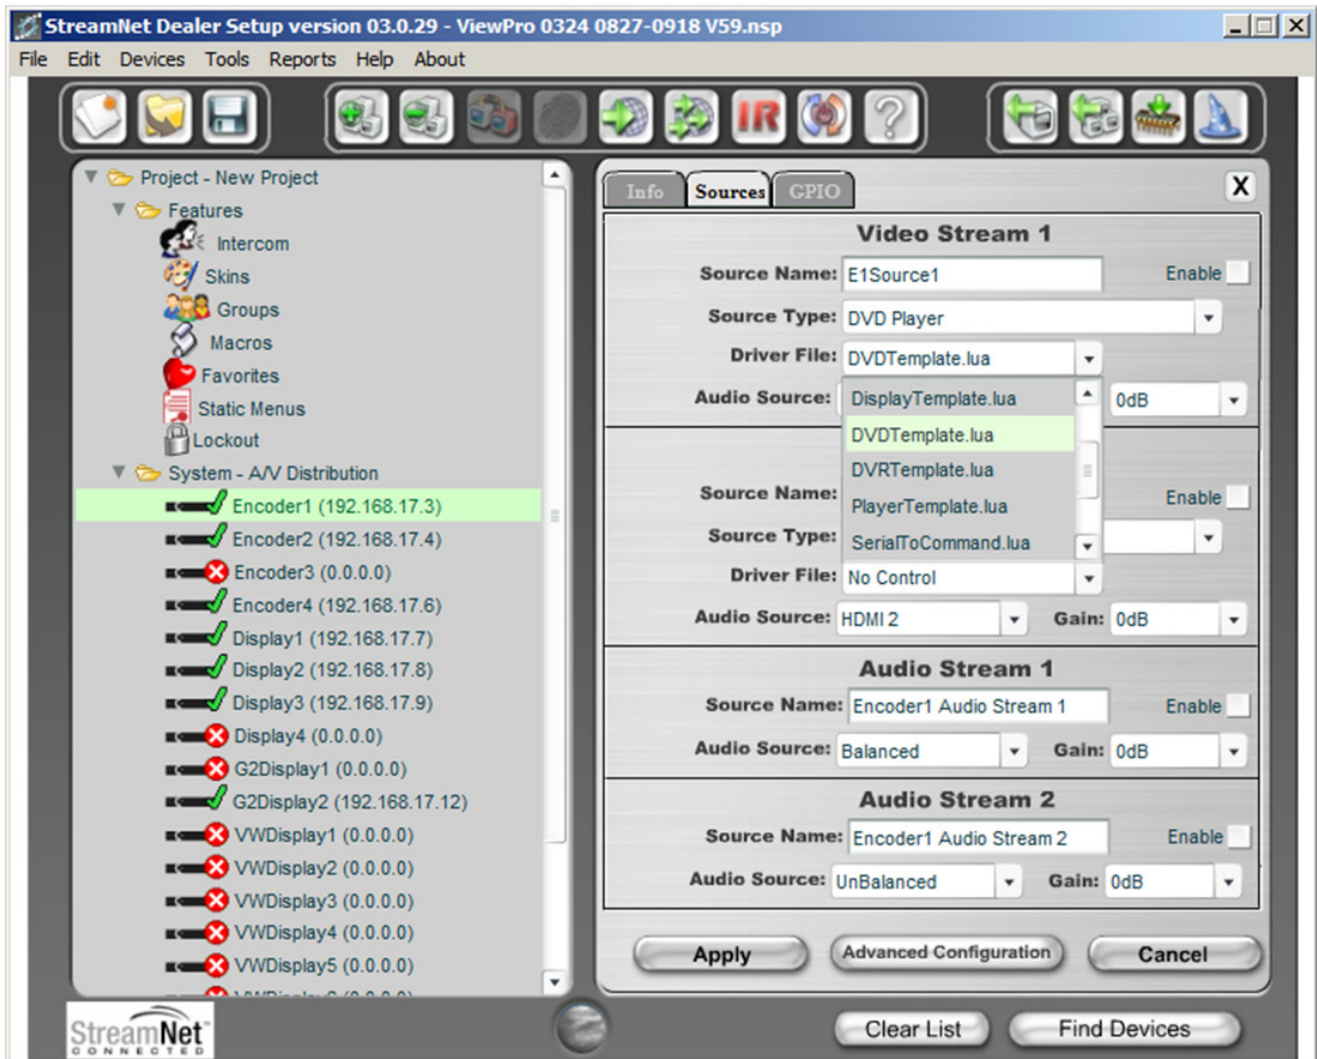 StreamNet Dealer Setup version 03.0.29 - ViewPro 0324 0827-0918 V59.nsp
File Edit Devices Tools Reports Help About
IR
Project - New Project
Features
Intercom
Skins
Groups
Macros
Favorites
Static Menus
Lockout
System - A/V Distribution
Encoder1 (192.168.17.3)
Encoder2 (192.168.17.4)
Encoder3 (0.0.0.0)
Encoder4 (192.168.17.6)
Display1 (192.168.17.7)
Display2 (192.168.17.8)
Display3 (192.168.17.9)
Display4 (0.0.0.0)
G2Display1 (0.0.0.0)
G2Display2 (192.168.17.12)
VWDisplay1 (0.0.0.0)
VWDisplay2 (0.0.0.0)
VWDisplay3 (0.0.0.0)
VWDisplay4 (0.0.0.0)
VWDisplay5 (0.0.0.0)
Info Sources GPIO X
Video Stream 1
Source Name: E1Source1 Enable
Source Type: DVD Player
Driver File: DVDTemplate.lua
Audio Source: 0dB
DisplayTemplate.lua
DVDTemplate.lua
DVRTemplate.lua
PlayerTemplate.lua
SerialToCommand.lua
Source Name: Enable
Source Type:
Driver File: No Control
Audio Source: HDMI 2 Gain: 0dB
Audio Stream 1
Source Name: Encoder1 Audio Stream 1 Enable
Audio Source: Balanced Gain: 0dB
Audio Stream 2
Source Name: Encoder1 Audio Stream 2 Enable
Audio Source: UnBalanced Gain: 0dB
Apply Advanced Configuration Cancel
StreamNet™
CONNECTED
Clear List Find Devices